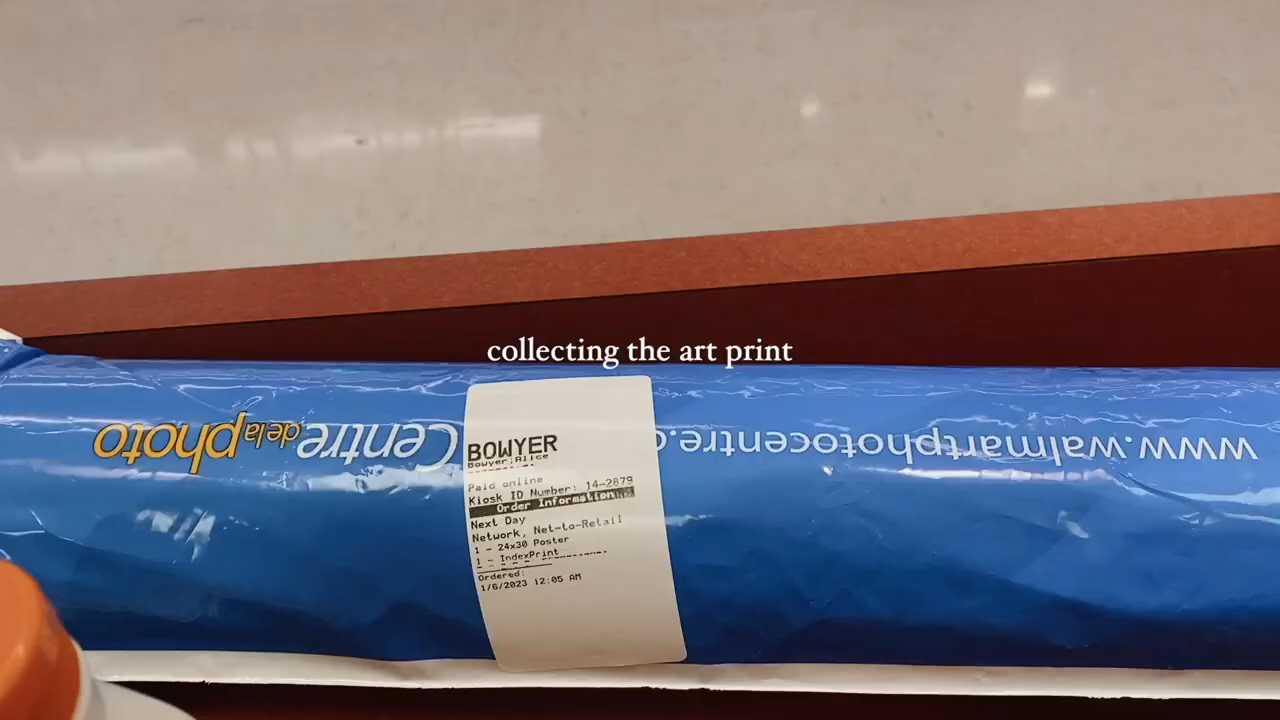 collecting the art print
Centre de la photo
www.walmartphotocentre.c
BOWYER
Bowyer, Alice
Paid online
Kiosk ID Number: 14-2879
Order Information
Next Day
Network, Net-to-Retail
1 - 24x30 Poster
1 - IndexPrint
Ordered:
1/6/2023 12:05 AM